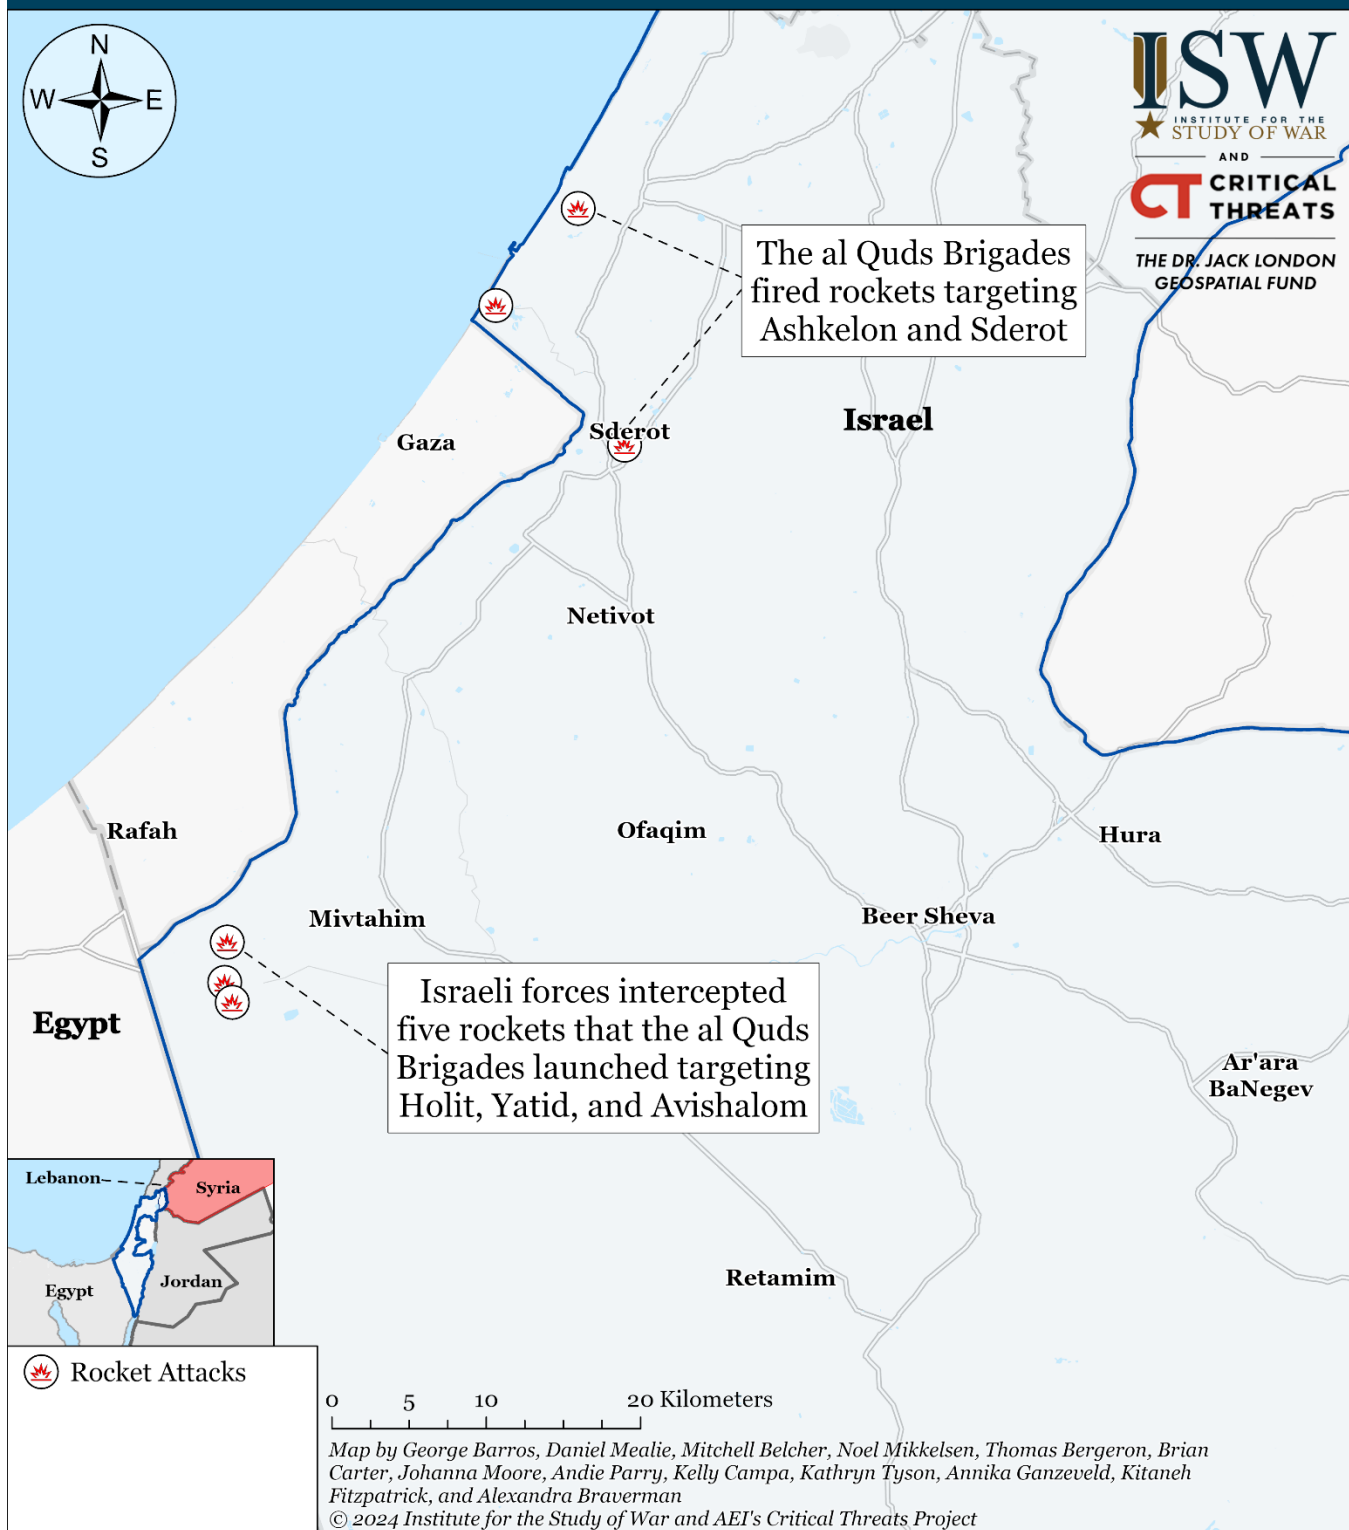 N
W
E
S
ISW
INSTITUTE FOR THE
STUDY OF WAR
AND
CT CRITICAL
THREATS
THE DR. JACK LONDON
GEOSPATIAL FUND
The al Quds Brigades
fired rockets targeting
Ashkelon and Sderot
Israel
Sderot
Gaza
Netivot
Rafah
Ofaqim
Hura
Mivtahim
Beer Sheva
Israeli forces intercepted
five rockets that the al Quds
Brigades launched targeting
Holit, Yatid, and Avishalom
Egypt
Ar'ara
BaNegev
Lebanon
Syria
Egypt
Jordan
Retamim
Rocket Attacks
0 5 10 20 Kilometers
Map by George Barros, Daniel Mealie, Mitchell Belcher, Noel Mikkelsen, Thomas Bergeron, Brian
Carter, Johanna Moore, Andie Parry, Kelly Campa, Kathryn Tyson, Annika Ganzeveld, Kitaneh
Fitzpatrick, and Alexandra Braverman
© 2024 Institute for the Study of War and AEI's Critical Threats Project